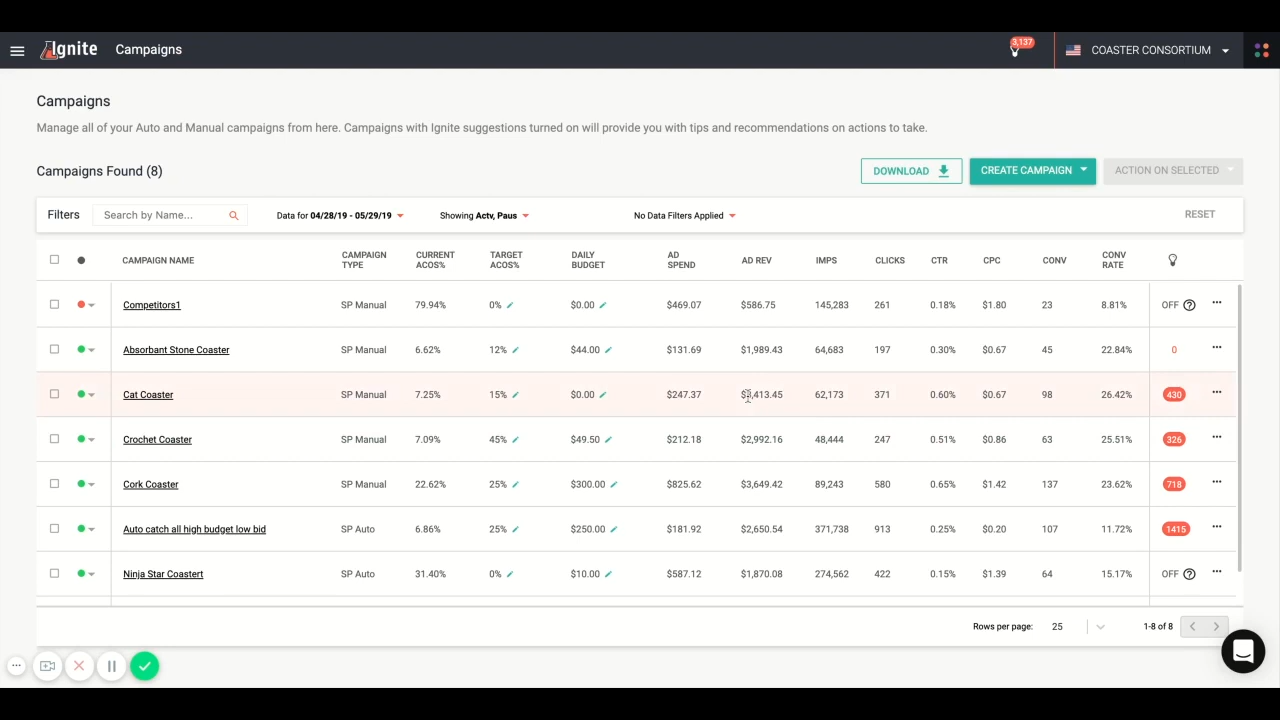 Ignite Campaigns 3,137 COASTER CONSORTIUM
Campaigns
Manage all of your Auto and Manual campaigns from here. Campaigns with Ignite suggestions turned on will provide you with tips and recommendations on actions to take.
Campaigns Found (8) DOWNLOAD CREATE CAMPAIGN ACTION ON SELECTED
Filters Search by Name... Data for 04/28/19 - 05/29/19 Showing Actv, Paus No Data Filters Applied RESET
CAMPAIGN NAME CAMPAIGN TYPE CURRENT ACOS% TARGET ACOS% DAILY BUDGET AD SPEND AD REV IMPS CLICKS CTR CPC CONV CONV RATE
Competitors1 SP Manual 79.94% 0% $0.00 $469.07 $586.75 145,283 261 0.18% $1.80 23 8.81% OFF ?
Absorbant Stone Coaster SP Manual 6.62% 12% $44.00 $131.69 $1,989.43 64,683 197 0.30% $0.67 45 22.84% 0
Cat Coaster SP Manual 7.25% 15% $0.00 $247.37 62,173 371 0.60% $0.67 98 26.42% 430
Crochet Coaster SP Manual 7.09% 45% $49.50 $212.18 $2,992.16 48,444 247 0.51% $0.86 63 25.51% 326
Cork Coaster SP Manual 22.62% 25% $300.00 $825.62 $3,649.42 89,243 580 0.65% $1.42 137 23.62% 718
Auto catch all high budget low bid SP Auto 6.86% 25% $250.00 $181.92 $2,650.54 371,738 913 0.25% $0.20 107 11.72% 1415
Ninja Star Coastert SP Auto 31.40% 0% $10.00 $587.12 $1,870.08 274,562 422 0.15% $1.39 64 15.17% OFF ?
Rows per page: 25 1-8 of 8